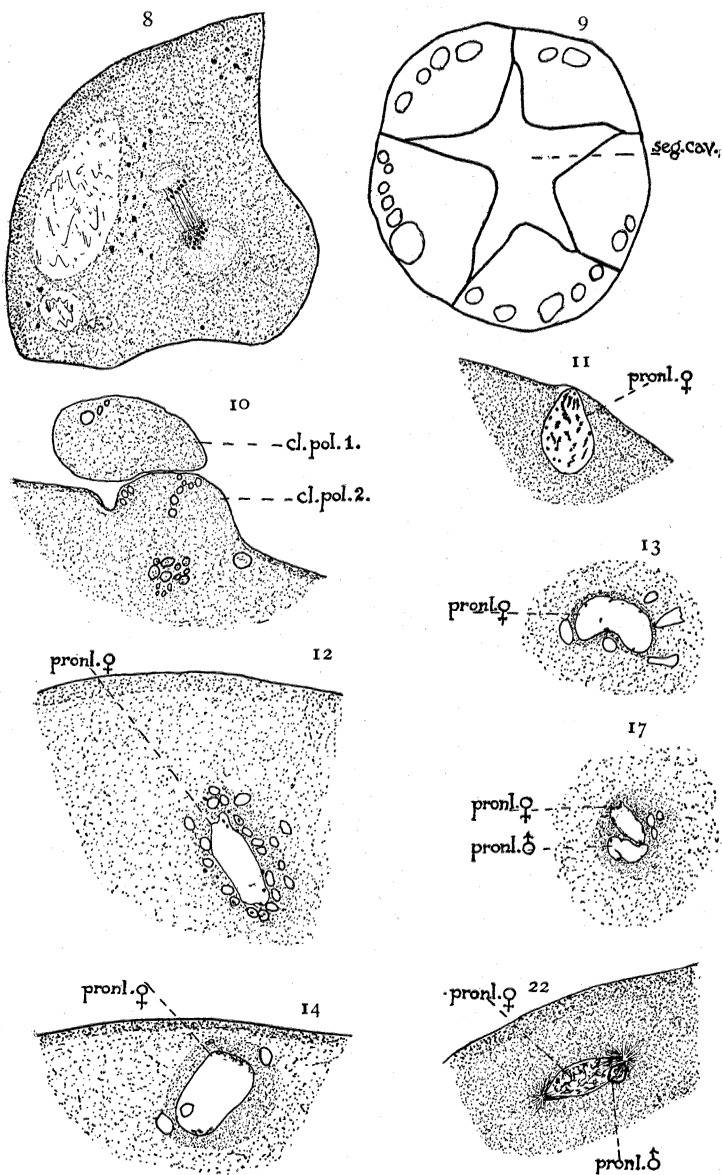 8
9
seg.cav.
10
cl.pol.1.
cl.pol.2.
11
pronl.♀
13
pronl.♀
12
pronl.♀
17
pronl.♀
pronl.♂
14
pronl.♀
22
pronl.♀
pronl.♂